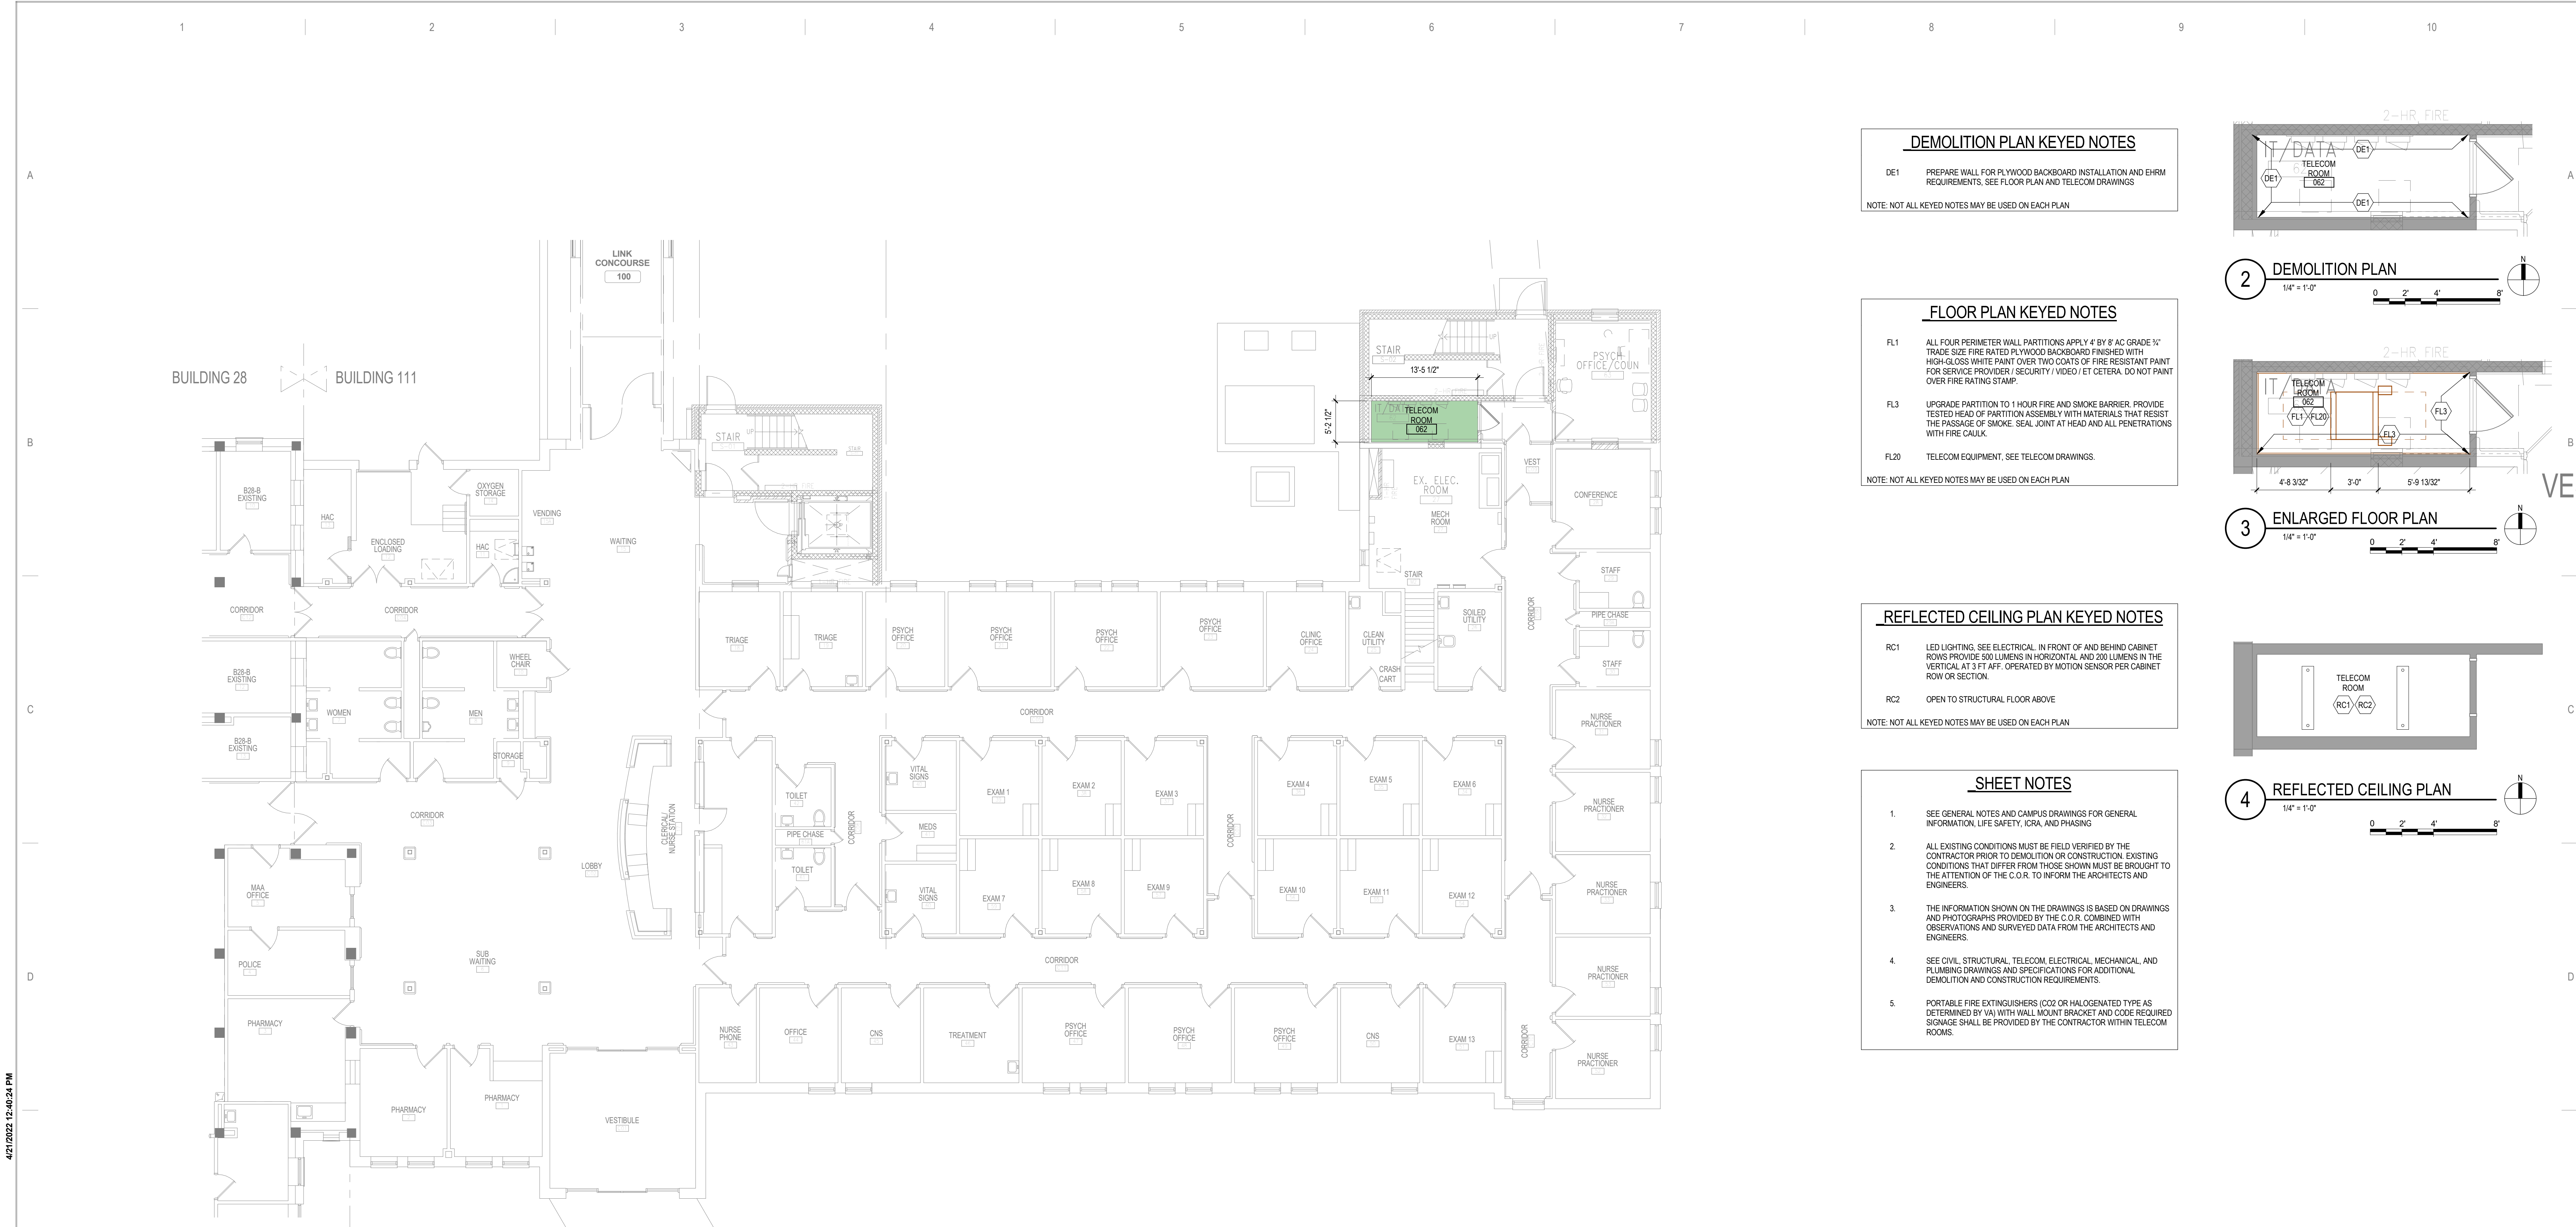 1 2 3 4 5 6 7 8 9 10
A
B
C
D
A
B
C
D
4/21/2022 12:40:24 PM
LINK
CONCOURSE
100
BUILDING 28
BUILDING 111
STAIR
UP
STAIR
STAIR
UP
13'-5 1/2"
5'-2 1/2"
IT/DATA
TELECOM
ROOM
062
PSYCH
OFFICE/COUN
VEST
EX. ELEC.
ROOM
MECH
ROOM
STAIR
CONFERENCE
STAFF
PIPE CHASE
STAFF
CORRIDOR
SOILED
UTILITY
CLEAN
UTILITY
CRASH
CART
CLINIC
OFFICE
PSYCH
OFFICE
PSYCH
OFFICE
PSYCH
OFFICE
PSYCH
OFFICE
TRIAGE
TRIAGE
B28-B
EXISTING
HAC
ENCLOSED
LOADING
OXYGEN
STORAGE
HAC
VENDING
WAITING
CORRIDOR
CORRIDOR
B28-B
EXISTING
WHEEL
CHAIR
WOMEN
MEN
B28-B
EXISTING
STORAGE
CORRIDOR
CORRIDOR
NURSE
PRACTIONER
NURSE
PRACTIONER
NURSE
PRACTIONER
NURSE
PRACTIONER
NURSE
PRACTIONER
CLERICAL/
NURSE STATION
LOBBY
TOILET
PIPE CHASE
TOILET
CORRIDOR
VITAL
SIGNS
MEDS
VITAL
SIGNS
EXAM 1
EXAM 2
EXAM 3
CORRIDOR
EXAM 4
EXAM 5
EXAM 6
EXAM 7
EXAM 8
EXAM 9
EXAM 10
EXAM 11
EXAM 12
MAA
OFFICE
POLICE
SUB
WAITING
CORRIDOR
PHARMACY
PHARMACY
PHARMACY
VESTIBULE
NURSE
PHONE
OFFICE
CNS
TREATMENT
PSYCH
OFFICE
PSYCH
OFFICE
PSYCH
OFFICE
CNS
EXAM 13
CORRIDOR
_DEMOLITION PLAN KEYED NOTES
DE1 PREPARE WALL FOR PLYWOOD BACKBOARD INSTALLATION AND EHRM
REQUIREMENTS, SEE FLOOR PLAN AND TELECOM DRAWINGS
NOTE: NOT ALL KEYED NOTES MAY BE USED ON EACH PLAN
_FLOOR PLAN KEYED NOTES
FL1 ALL FOUR PERIMETER WALL PARTITIONS APPLY 4' BY 8' AC GRADE ¾"
TRADE SIZE FIRE RATED PLYWOOD BACKBOARD FINISHED WITH
HIGH-GLOSS WHITE PAINT OVER TWO COATS OF FIRE RESISTANT PAINT
FOR SERVICE PROVIDER / SECURITY / VIDEO / ET CETERA. DO NOT PAINT
OVER FIRE RATING STAMP.
FL3 UPGRADE PARTITION TO 1 HOUR FIRE AND SMOKE BARRIER. PROVIDE
TESTED HEAD OF PARTITION ASSEMBLY WITH MATERIALS THAT RESIST
THE PASSAGE OF SMOKE. SEAL JOINT AT HEAD AND ALL PENETRATIONS
WITH FIRE CAULK.
FL20 TELECOM EQUIPMENT, SEE TELECOM DRAWINGS.
NOTE: NOT ALL KEYED NOTES MAY BE USED ON EACH PLAN
_REFLECTED CEILING PLAN KEYED NOTES
RC1 LED LIGHTING, SEE ELECTRICAL. IN FRONT OF AND BEHIND CABINET
ROWS PROVIDE 500 LUMENS IN HORIZONTAL AND 200 LUMENS IN THE
VERTICAL AT 3 FT AFF. OPERATED BY MOTION SENSOR PER CABINET
ROW OR SECTION.
RC2 OPEN TO STRUCTURAL FLOOR ABOVE
NOTE: NOT ALL KEYED NOTES MAY BE USED ON EACH PLAN
_SHEET NOTES
1. SEE GENERAL NOTES AND CAMPUS DRAWINGS FOR GENERAL
INFORMATION, LIFE SAFETY, ICRA, AND PHASING
2. ALL EXISTING CONDITIONS MUST BE FIELD VERIFIED BY THE
CONTRACTOR PRIOR TO DEMOLITION OR CONSTRUCTION. EXISTING
CONDITIONS THAT DIFFER FROM THOSE SHOWN MUST BE BROUGHT TO
THE ATTENTION OF THE C.O.R. TO INFORM THE ARCHITECTS AND
ENGINEERS.
3. THE INFORMATION SHOWN ON THE DRAWINGS IS BASED ON DRAWINGS
AND PHOTOGRAPHS PROVIDED BY THE C.O.R. COMBINED WITH
OBSERVATIONS AND SURVEYED DATA FROM THE ARCHITECTS AND
ENGINEERS.
4. SEE CIVIL, STRUCTURAL, TELECOM, ELECTRICAL, MECHANICAL, AND
PLUMBING DRAWINGS AND SPECIFICATIONS FOR ADDITIONAL
DEMOLITION AND CONSTRUCTION REQUIREMENTS.
5. PORTABLE FIRE EXTINGUISHERS (CO2 OR HALOGENATED TYPE AS
DETERMINED BY VA) WITH WALL MOUNT BRACKET AND CODE REQUIRED
SIGNAGE SHALL BE PROVIDED BY THE CONTRACTOR WITHIN TELECOM
ROOMS.
2-HR FIRE
IT/DATA
TELECOM
ROOM
062
DE1
DE1
DE1
2 DEMOLITION PLAN
1/4" = 1'-0"
0 2' 4' 8'
N
2-HR FIRE
IT/DATA
TELECOM
ROOM
062
FL1 FL20
FL3
FL3
4'-8 3/32" 3'-0" 5'-9 13/32"
VE
3 ENLARGED FLOOR PLAN
1/4" = 1'-0"
0 2' 4' 8'
N
TELECOM
ROOM
RC1 RC2
4 REFLECTED CEILING PLAN
1/4" = 1'-0"
0 2' 4' 8'
N